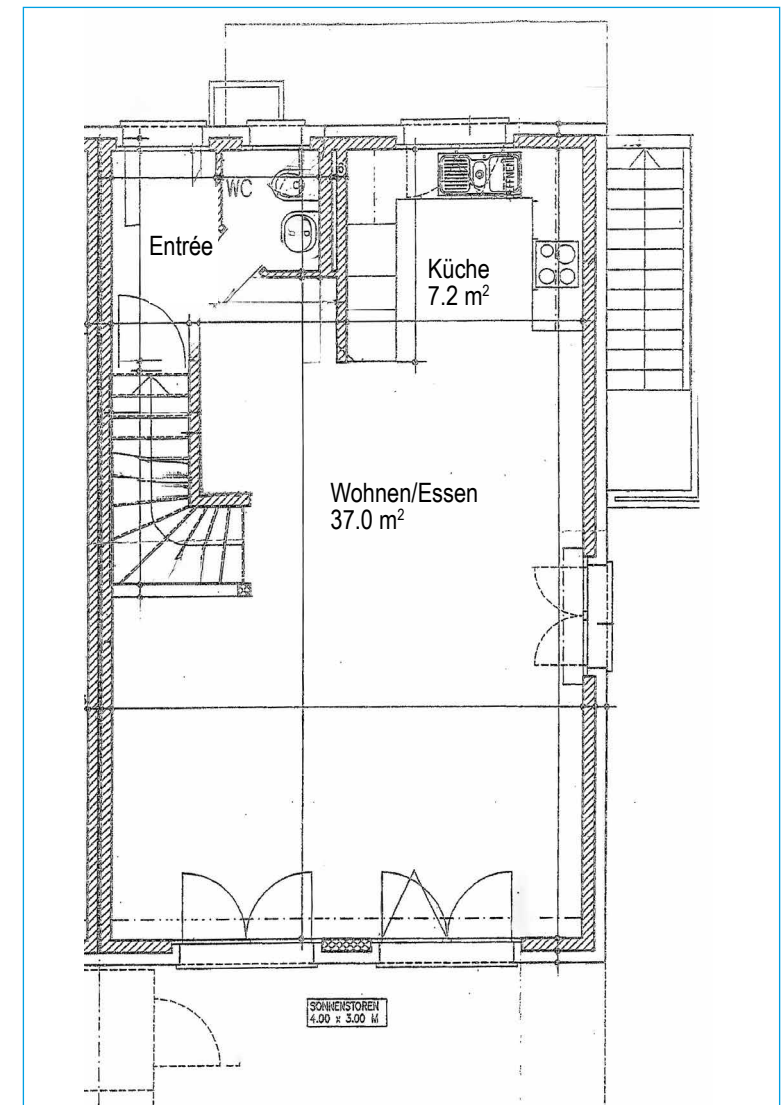 WC
Entrée
Küche
7.2 m²
Wohnen/Essen
37.0 m²
SONNENSTOREN
4.00 x 3.00 M